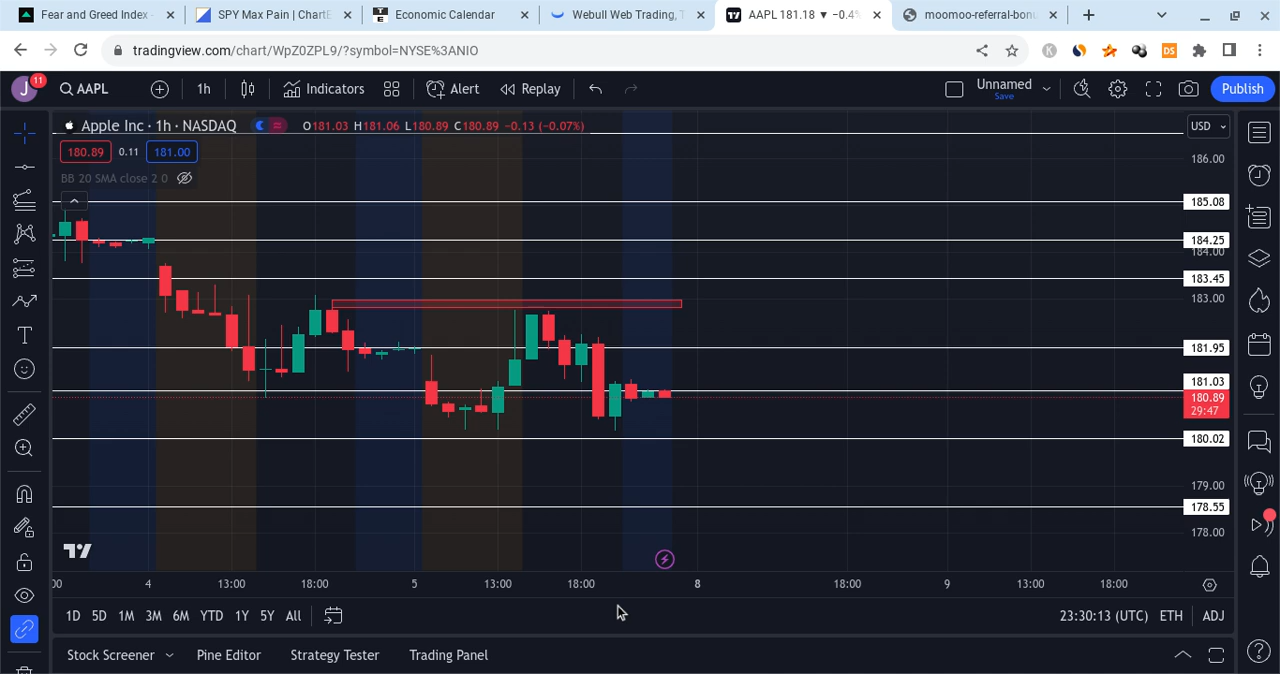 Fear and Greed Index -
SPY Max Pain | ChartE
Economic Calendar
Webull Web Trading, T
AAPL 181.18 ▼ −0.4%
moomoo-referral-bonu
tradingview.com/chart/WpZ0ZPL9/?symbol=NYSE%3ANIO
J 11 AAPL 1h Indicators Alert Replay Unnamed Publish
Save
Apple Inc · 1h · NASDAQ O181.03 H181.06 L180.89 C180.89 −0.13 (−0.07%) USD
180.89 0.11 181.00
BB 20 SMA close 2 0
186.00
185.08
184.25
184.00
183.45
183.00
181.95
181.03
180.89
29:47
180.02
179.00
178.55
178.00
:00 4 13:00 18:00 5 13:00 18:00 8 18:00 9 13:00 18:00
1D 5D 1M 3M 6M YTD 1Y 5Y All 23:30:13 (UTC) ETH ADJ
Stock Screener Pine Editor Strategy Tester Trading Panel